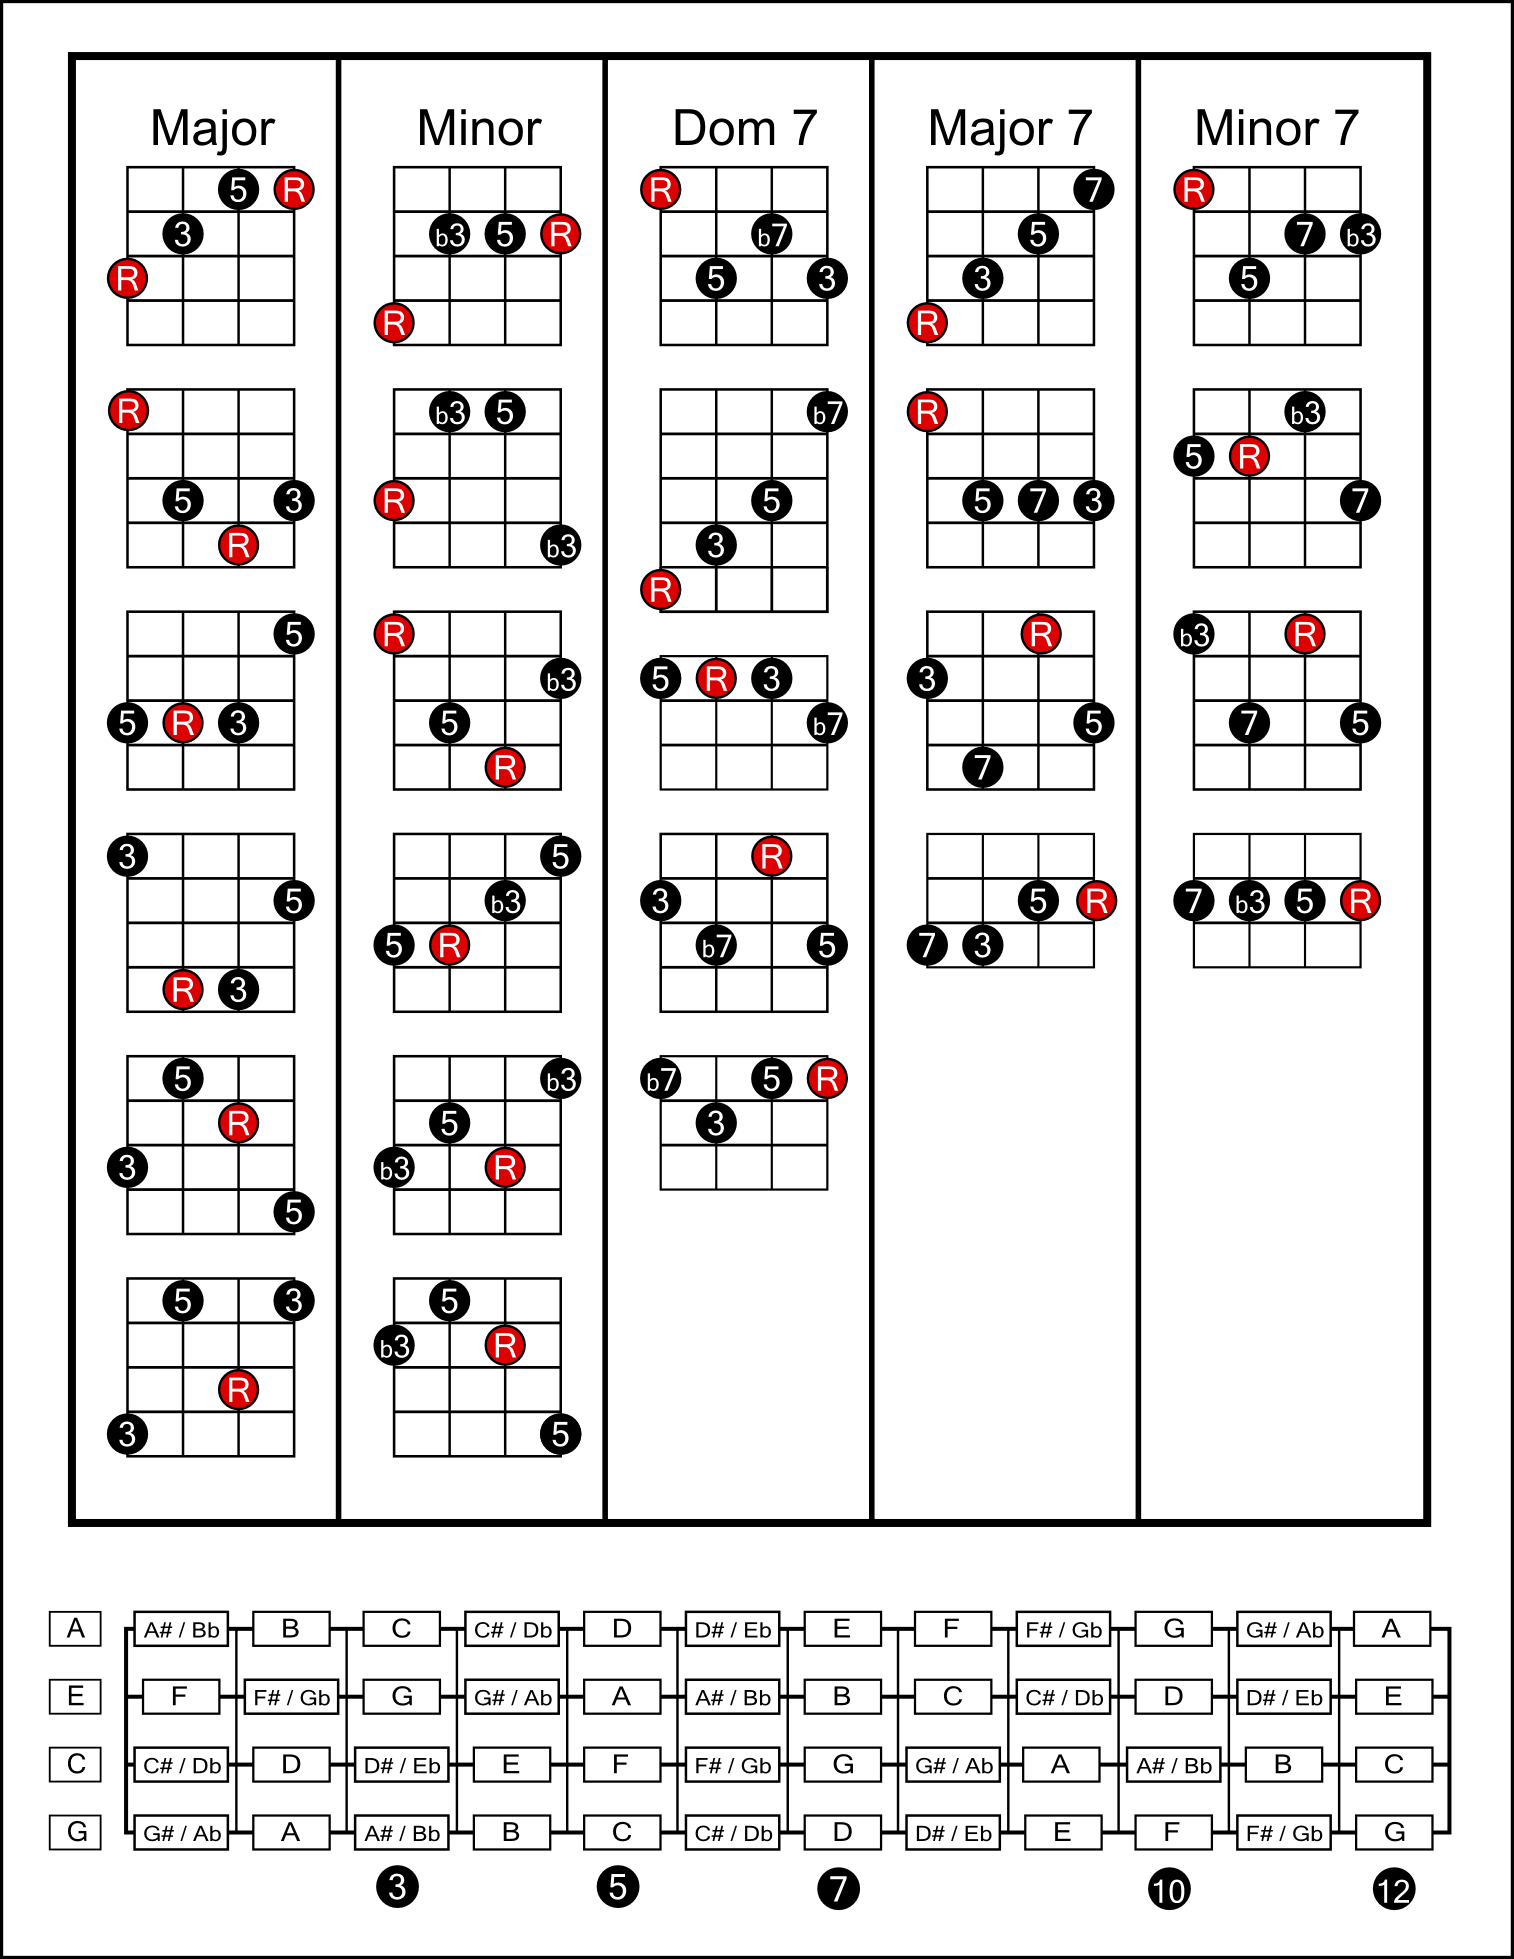 Major Minor Dom 7 Major 7 Minor 7
5 R R 7 R
3 b3 5 R b7 5 7 b3
R 5 3 3 5
R R
R b3 5 b7 R b3
5 R
5 3 R 5 5 7 3 7
R b3 3
R
5 R R b3 R
b3 5 R 3 3
5 R 3 5 b7 5 7 5
R 7
3 5 R
5 b3 3 5 R 7 b3 5 R
5 R b7 5 7 3
R 3
5 b3 b7 5 R
R 5 3
3 b3 R
5
5 3 5
b3 R
R
3 5
A A# / Bb B C C# / Db D D# / Eb E F F# / Gb G G# / Ab A
E F F# / Gb G G# / Ab A A# / Bb B C C# / Db D D# / Eb E
C C# / Db D D# / Eb E F F# / Gb G G# / Ab A A# / Bb B C
G G# / Ab A A# / Bb B C C# / Db D D# / Eb E F F# / Gb G
3 5 7 10 12